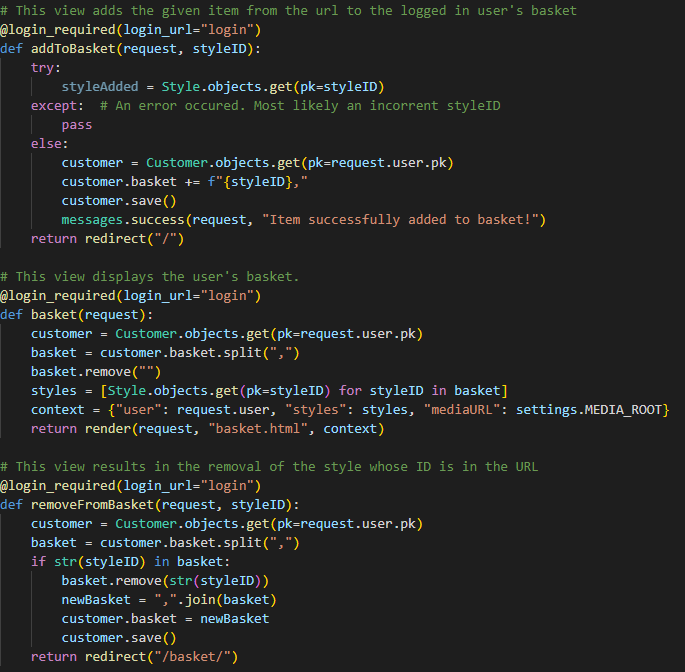 # This view adds the given item from the url to the logged in user's basket
@login_required(login_url="login")
def addToBasket(request, styleID):
    try:
        styleAdded = Style.objects.get(pk=styleID)
    except:  # An error occured. Most likely an incorrent styleID
        pass
    else:
        customer = Customer.objects.get(pk=request.user.pk)
        customer.basket += f"{styleID},"
        customer.save()
        messages.success(request, "Item successfully added to basket!")
    return redirect("/")

# This view displays the user's basket.
@login_required(login_url="login")
def basket(request):
    customer = Customer.objects.get(pk=request.user.pk)
    basket = customer.basket.split(",")
    basket.remove("")
    styles = [Style.objects.get(pk=styleID) for styleID in basket]
    context = {"user": request.user, "styles": styles, "mediaURL": settings.MEDIA_ROOT}
    return render(request, "basket.html", context)

# This view results in the removal of the style whose ID is in the URL
@login_required(login_url="login")
def removeFromBasket(request, styleID):
    customer = Customer.objects.get(pk=request.user.pk)
    basket = customer.basket.split(",")
    if str(styleID) in basket:
        basket.remove(str(styleID))
        newBasket = ",".join(basket)
        customer.basket = newBasket
        customer.save()
    return redirect("/basket/")